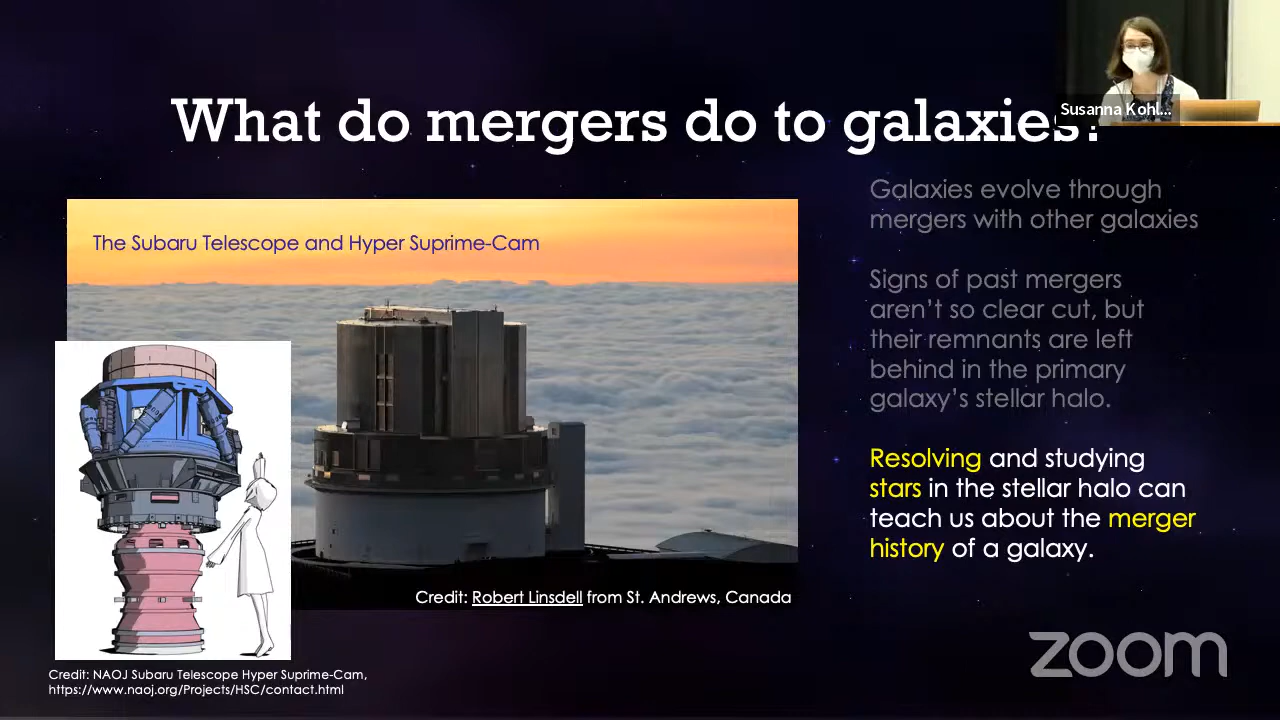 What do mergers do to galaxies?
Susanna Kohl...
Galaxies evolve through
mergers with other galaxies
The Subaru Telescope and Hyper Suprime-Cam
Signs of past mergers
aren't so clear cut, but
their remnants are left
behind in the primary
galaxy's stellar halo.
Resolving and studying
stars in the stellar halo can
teach us about the merger
history of a galaxy.
Credit: Robert Linsdell from St. Andrews, Canada
zoom
Credit: NAOJ Subaru Telescope Hyper Suprime-Cam,
https://www.naoj.org/Projects/HSC/contact.html